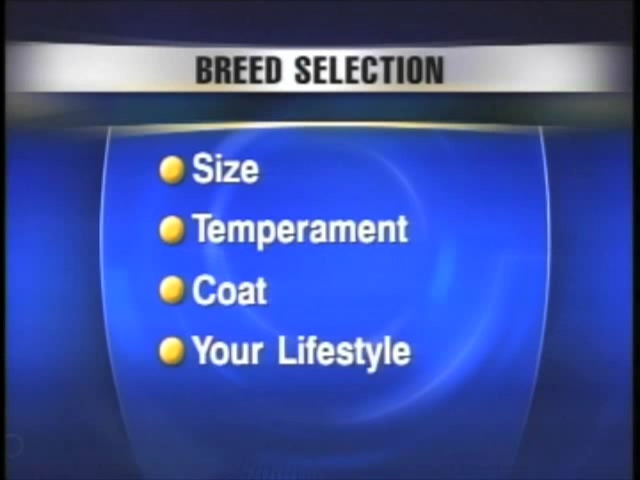 BREED SELECTION
Size
Temperament
Coat
Your Lifestyle